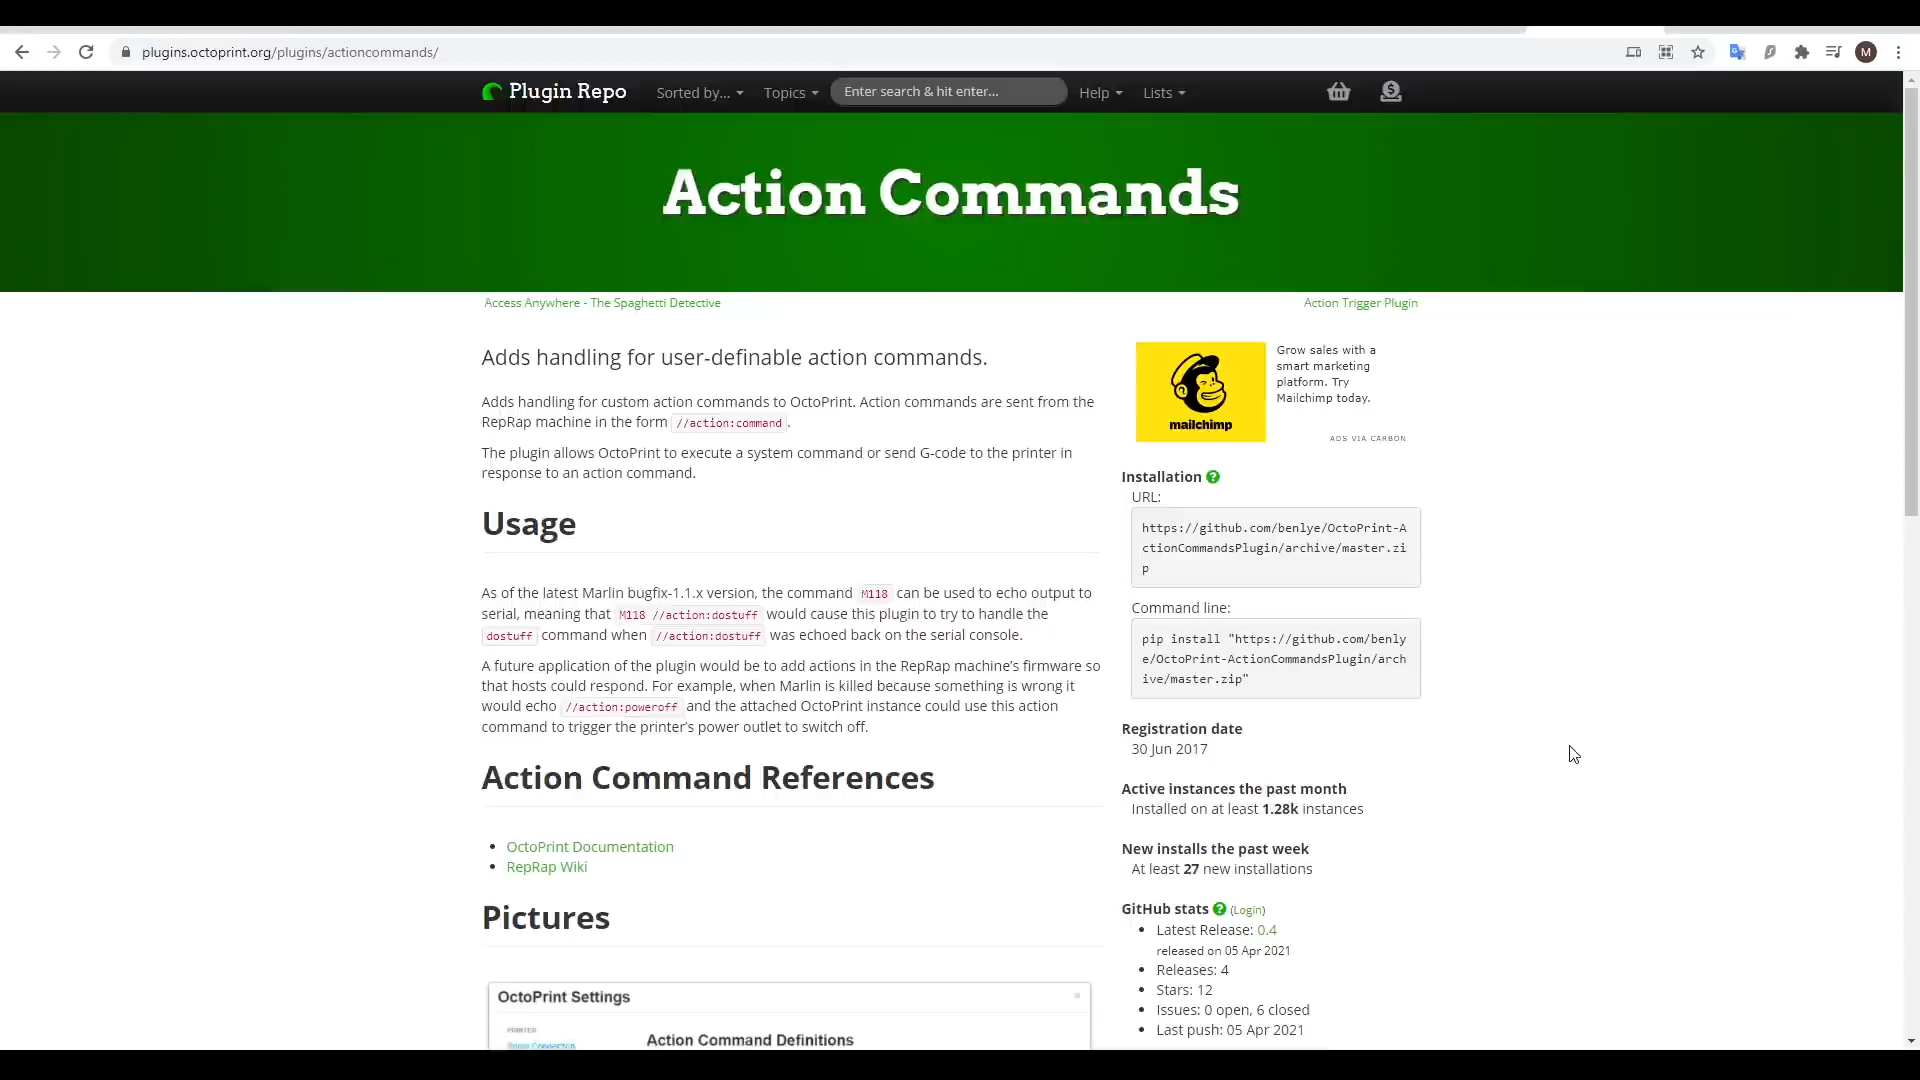 plugins.octoprint.org/plugins/actioncommands/
M
Plugin Repo
Sorted by...
Topics
Enter search & hit enter...
Help
Lists
Action Commands
Access Anywhere - The Spaghetti Detective
Action Trigger Plugin
Adds handling for user-definable action commands.
Adds handling for custom action commands to OctoPrint. Action commands are sent from the
RepRap machine in the form //action:command.
The plugin allows OctoPrint to execute a system command or send G-code to the printer in
response to an action command.
Usage
As of the latest Marlin bugfix-1.1.x version, the command M118 can be used to echo output to
serial, meaning that M118 //action:dostuff would cause this plugin to try to handle the
dostuff command when //action:dostuff was echoed back on the serial console.
A future application of the plugin would be to add actions in the RepRap machine's firmware so
that hosts could respond. For example, when Marlin is killed because something is wrong it
would echo //action:poweroff and the attached OctoPrint instance could use this action
command to trigger the printer's power outlet to switch off.
Action Command References
• OctoPrint Documentation
• RepRap Wiki
Pictures
OctoPrint Settings
PRINTER
Serial Connection
Action Command Definitions
mailchimp
Grow sales with a
smart marketing
platform. Try
Mailchimp today.
ADS VIA CARBON
Installation ?
URL:
https://github.com/benlye/OctoPrint-A
ctionCommandsPlugin/archive/master.zi
p
Command line:
pip install "https://github.com/benly
e/OctoPrint-ActionCommandsPlugin/arch
ive/master.zip"
Registration date
30 Jun 2017
Active instances the past month
Installed on at least 1.28k instances
New installs the past week
At least 27 new installations
GitHub stats ? (Login)
• Latest Release: 0.4
released on 05 Apr 2021
• Releases: 4
• Stars: 12
• Issues: 0 open, 6 closed
• Last push: 05 Apr 2021